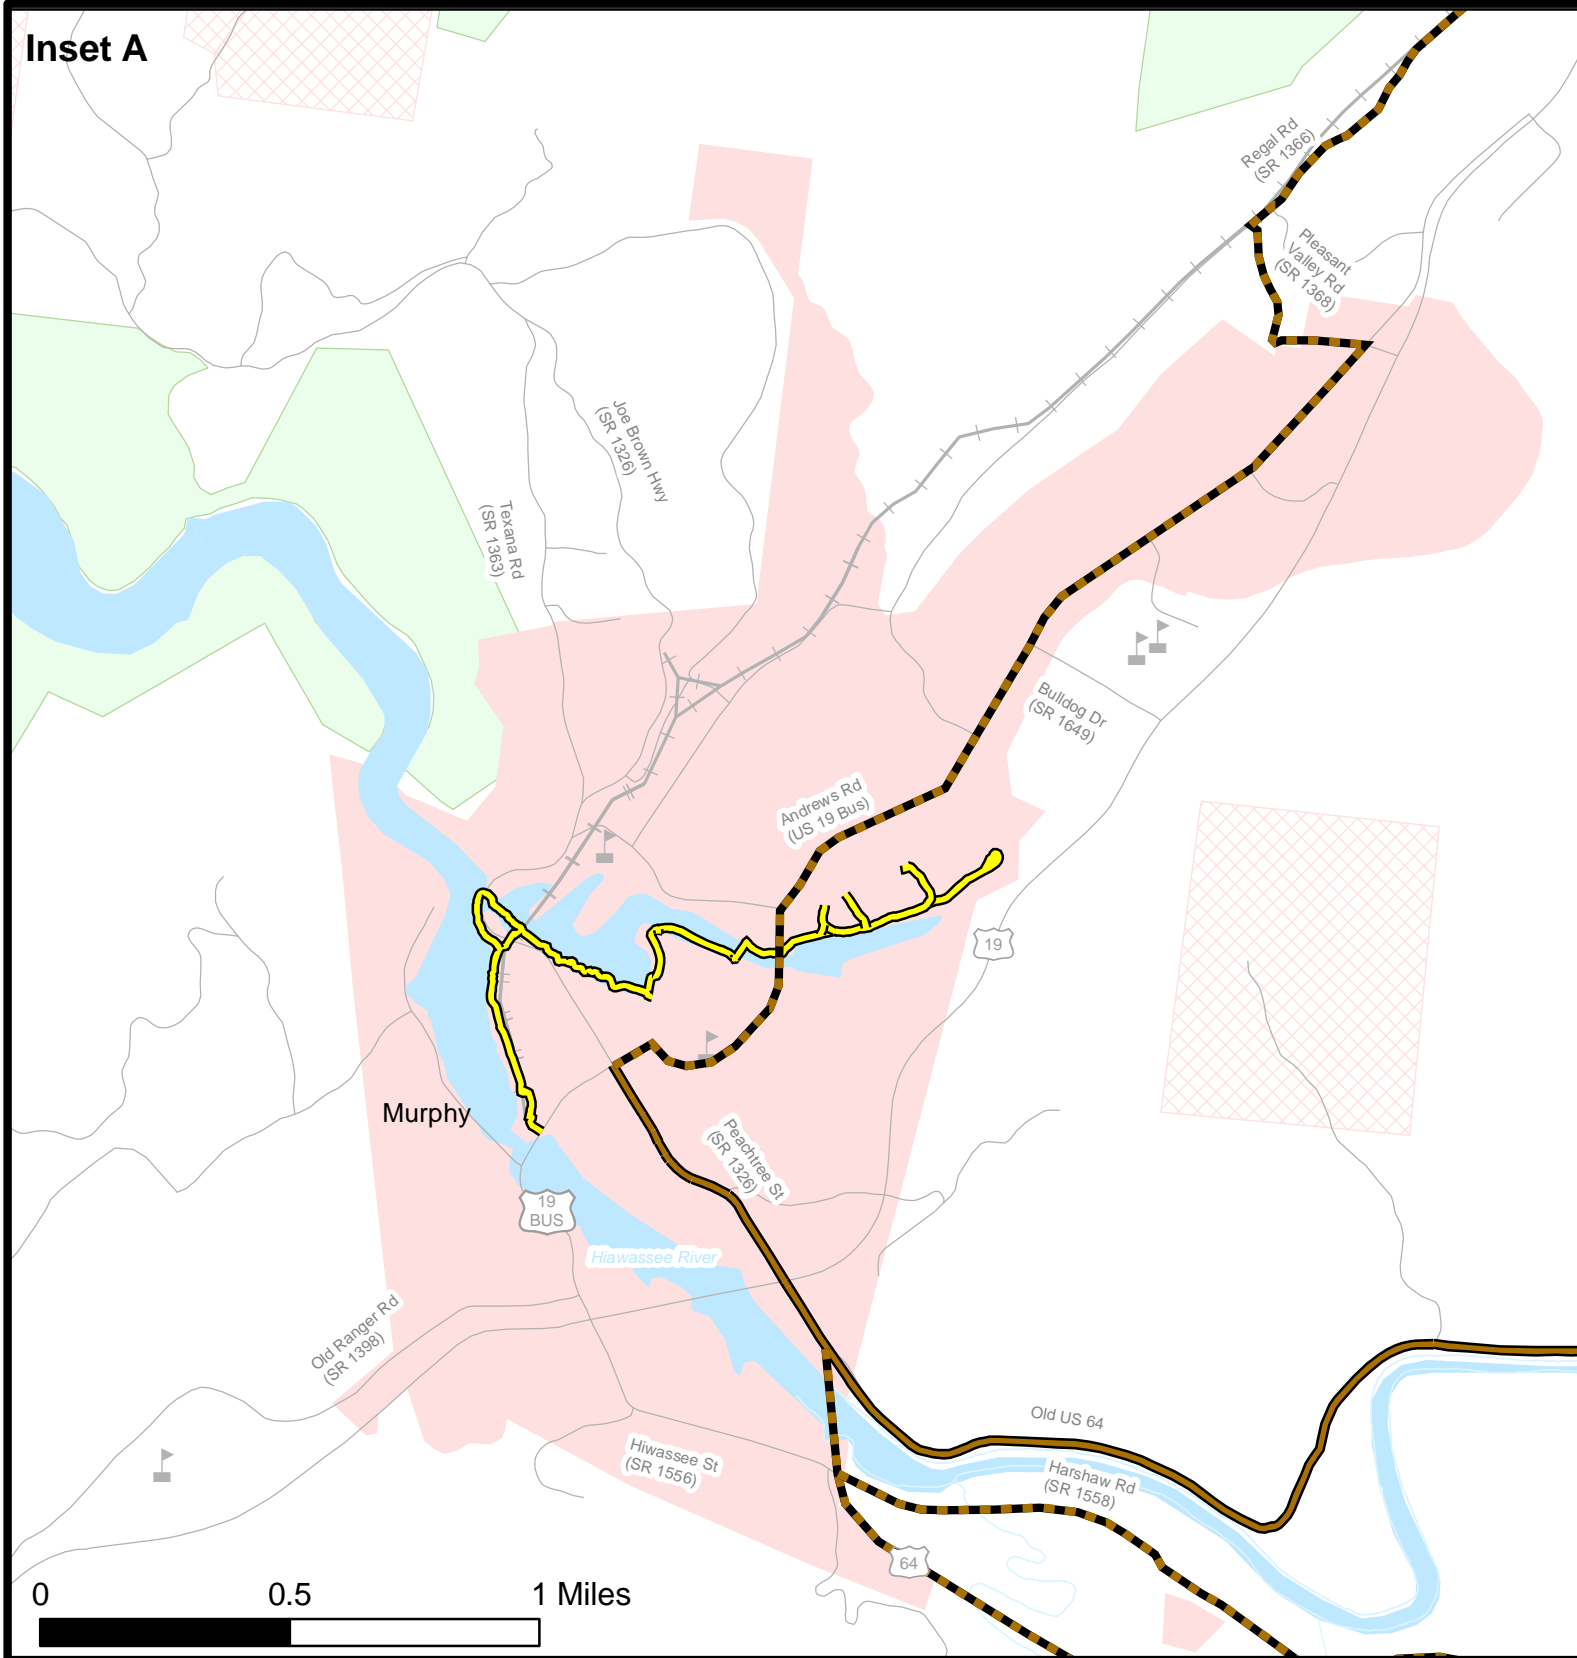 Inset A
Regal Rd
(SR 1366)
Pleasant
Valley Rd
(SR 1368)
Joe Brown Hwy
(SR 1326)
Texana Rd
(SR 1363)
Bulldog Dr
(SR 1649)
Andrews Rd
(US 19 Bus)
19
Murphy
Peachtree St
(SR 1326)
19
BUS
Hiawassee River
Old Ranger Rd
(SR 1398)
Old US 64
Hiwassee St
(SR 1556)
Harshaw Rd
(SR 1558)
64
0 0.5 1 Miles